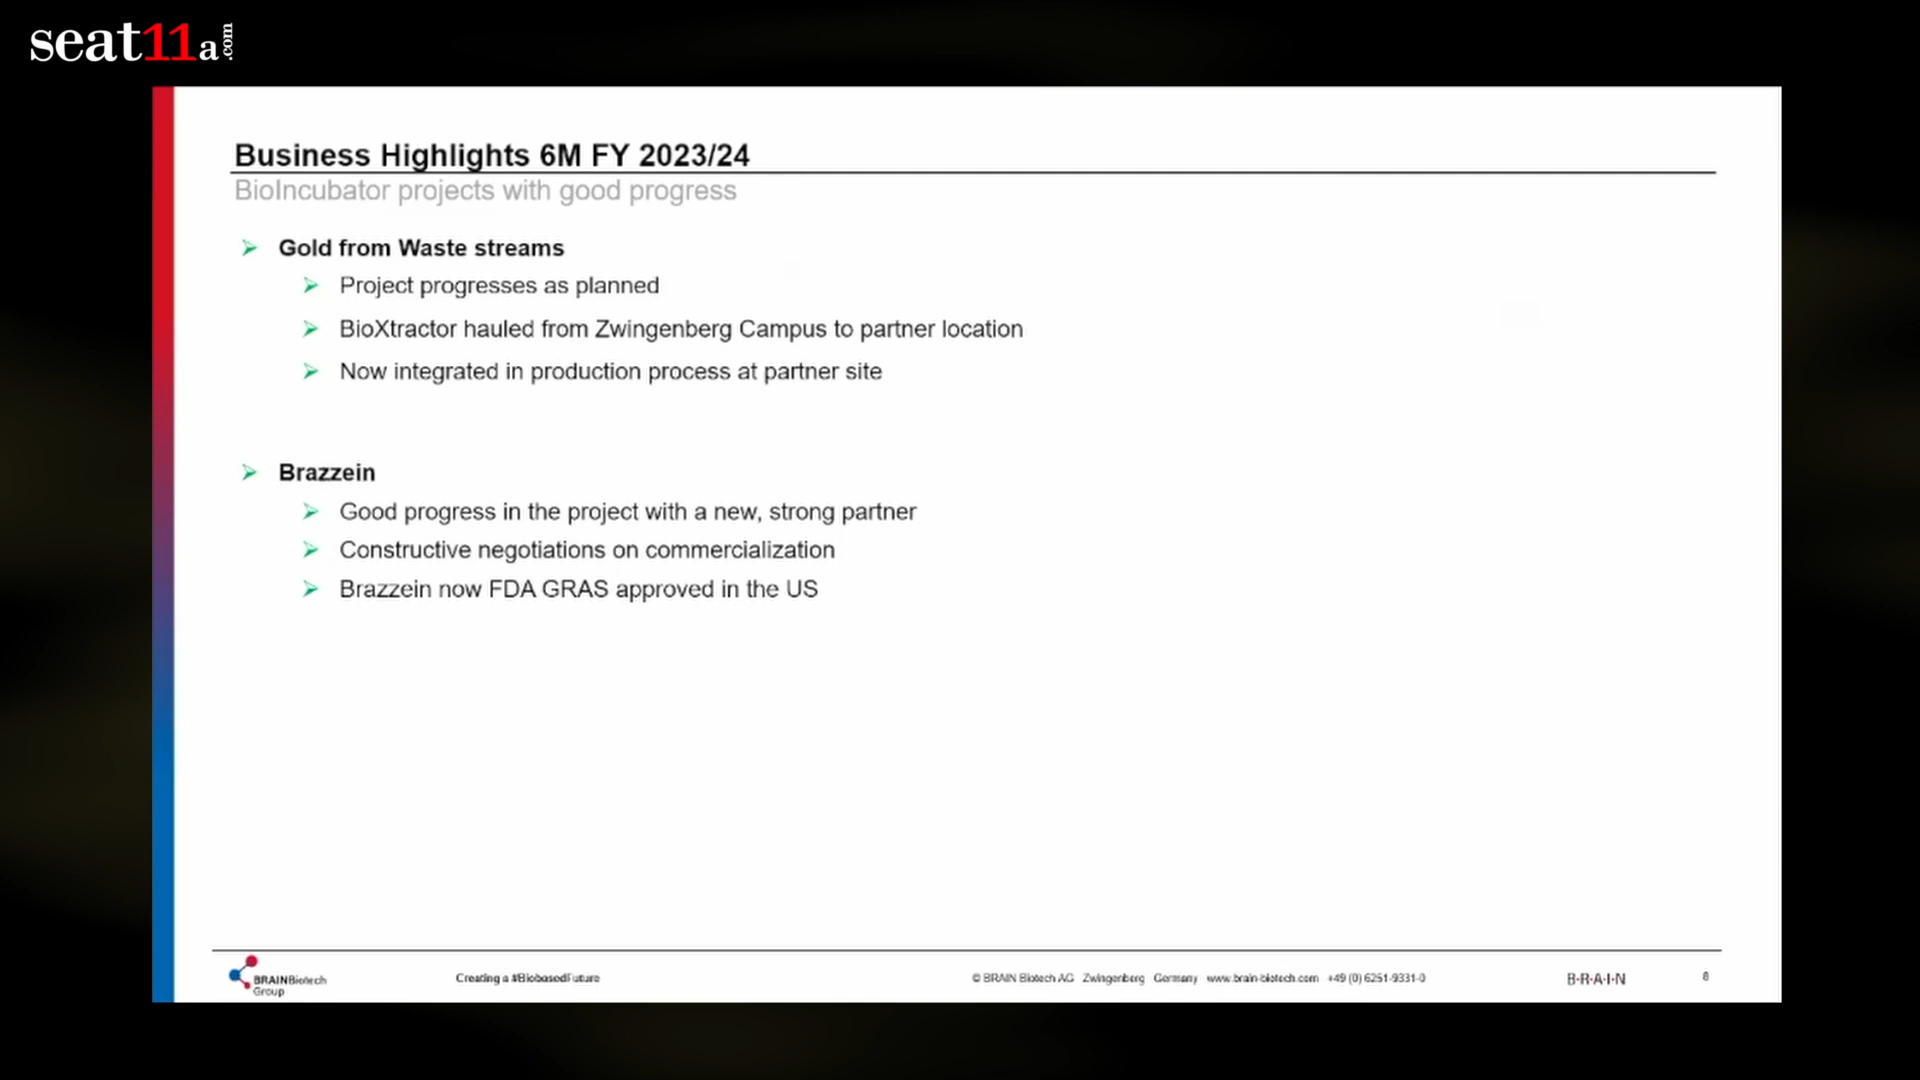 seat11a.com
Business Highlights 6M FY 2023/24
BioIncubator projects with good progress
Gold from Waste streams
Project progresses as planned
BioXtractor hauled from Zwingenberg Campus to partner location
Now integrated in production process at partner site
Brazzein
Good progress in the project with a new, strong partner
Constructive negotiations on commercialization
Brazzein now FDA GRAS approved in the US
BRAINBiotech
Group
Creating a #BiobasedFuture
© BRAIN Biotech AG Zwingenberg Germany www.brain-biotech.com +49 (0) 6251-9331-0
B·R·A·I·N
8